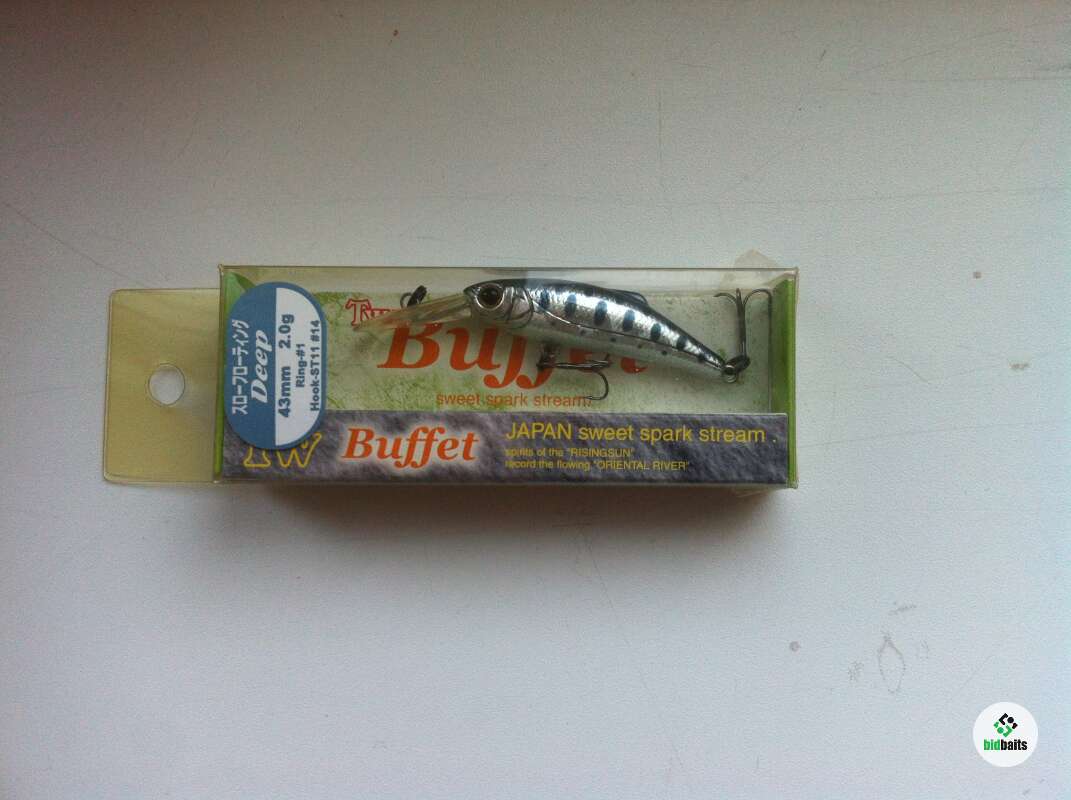 スローフローティング
Deep
43mm 2.0g
Ring-#1
Hook-ST11 #14
Buffet
sweet spark stream.
TW
Buffet
JAPAN sweet spark stream .
spirits of the "RISINGSUN"
record the flowing "ORIENTAL RIVER"
bidbaits